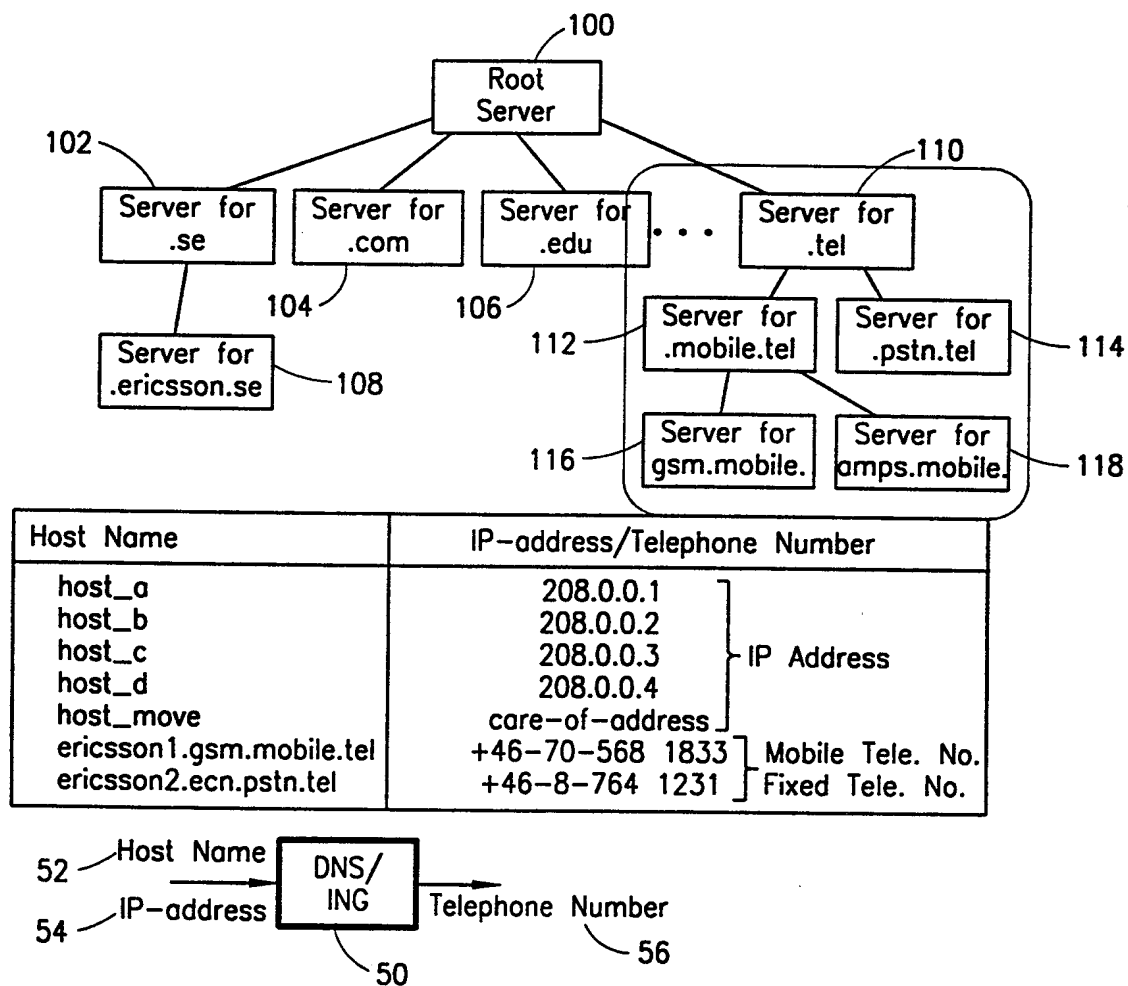 100
Root
Server
102
110
Server for
.se
Server for
.com
Server for
.edu
. . .
Server for
.tel
104
106
112
Server for
.mobile.tel
Server for
.pstn.tel
114
Server for
.ericsson.se
108
116
Server for
gsm.mobile.
Server for
amps.mobile.
118
Host Name
IP-address/Telephone Number
host_a
208.0.0.1
host_b
208.0.0.2
host_c
208.0.0.3
IP Address
host_d
208.0.0.4
host_move
care-of-address
ericsson1.gsm.mobile.tel
+46-70-568 1833
Mobile Tele. No.
ericsson2.ecn.pstn.tel
+46-8-764 1231
Fixed Tele. No.
52
Host Name
DNS/
ING
54
IP-address
Telephone Number
56
50